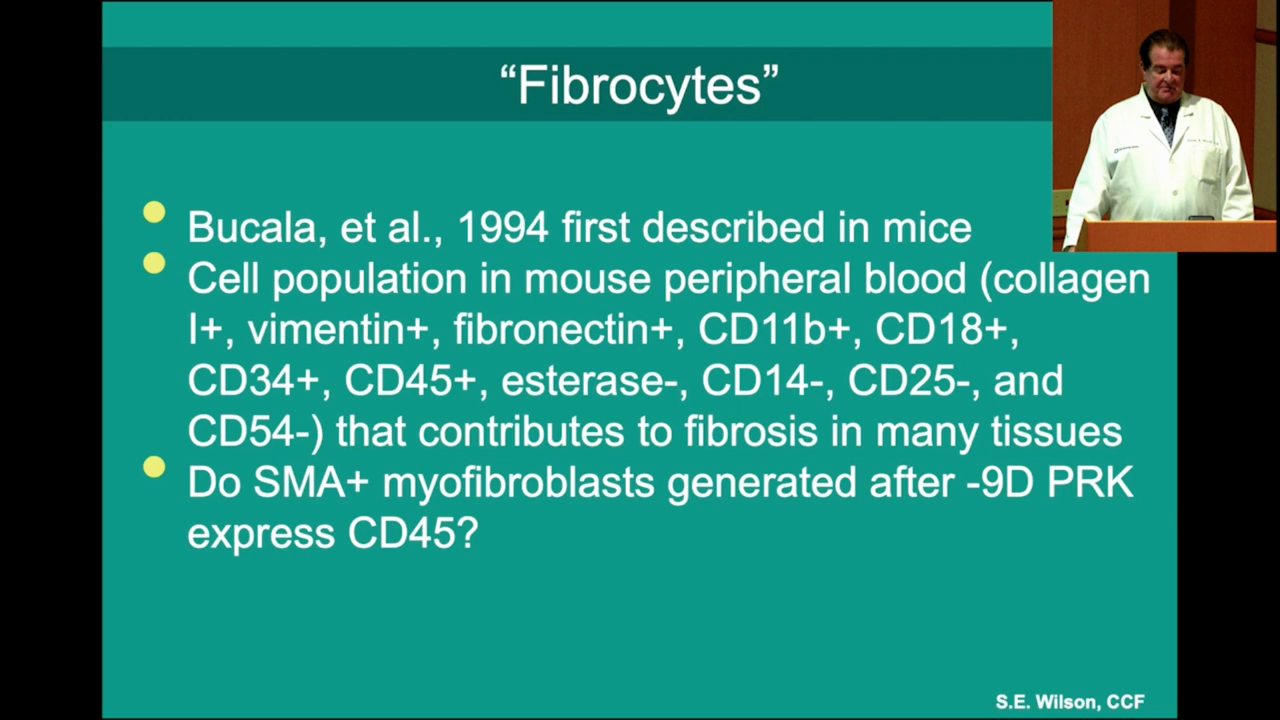 “Fibrocytes”
Bucala, et al., 1994 first described in mice
Cell population in mouse peripheral blood (collagen
I+, vimentin+, fibronectin+, CD11b+, CD18+,
CD34+, CD45+, esterase-, CD14-, CD25-, and
CD54-) that contributes to fibrosis in many tissues
Do SMA+ myofibroblasts generated after -9D PRK
express CD45?
S.E. Wilson, CCF